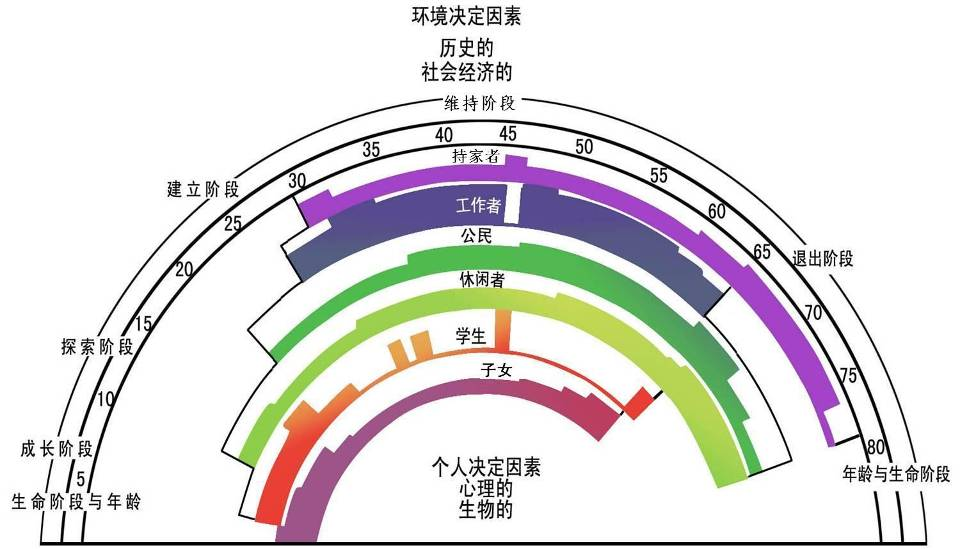 环境决定因素
历史的
社会经济的
维持阶段
40
45
35
50
持家者
30
55
建立阶段
工作者
60
25
公民
65
退出阶段
20
休闲者
15
70
学生
探索阶段
子女
75
10
80
成长阶段
个人决定因素
年龄与生命阶段
5
心理的
生命阶段与年龄
生物的